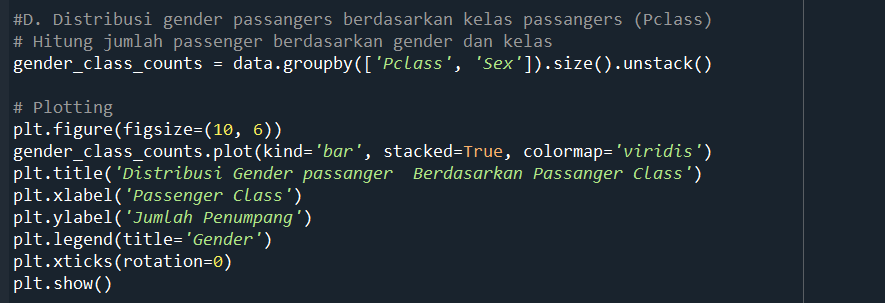 #D. Distribusi gender passangers berdasarkan kelas passangers (Pclass)
# Hitung jumlah passenger berdasarkan gender dan kelas
gender_class_counts = data.groupby(['Pclass', 'Sex']).size().unstack()
# Plotting
plt.figure(figsize=(10, 6))
gender_class_counts.plot(kind='bar', stacked=True, colormap='viridis')
plt.title('Distribusi Gender passanger  Berdasarkan Passanger Class')
plt.xlabel('Passenger Class')
plt.ylabel('Jumlah Penumpang')
plt.legend(title='Gender')
plt.xticks(rotation=0)
plt.show()